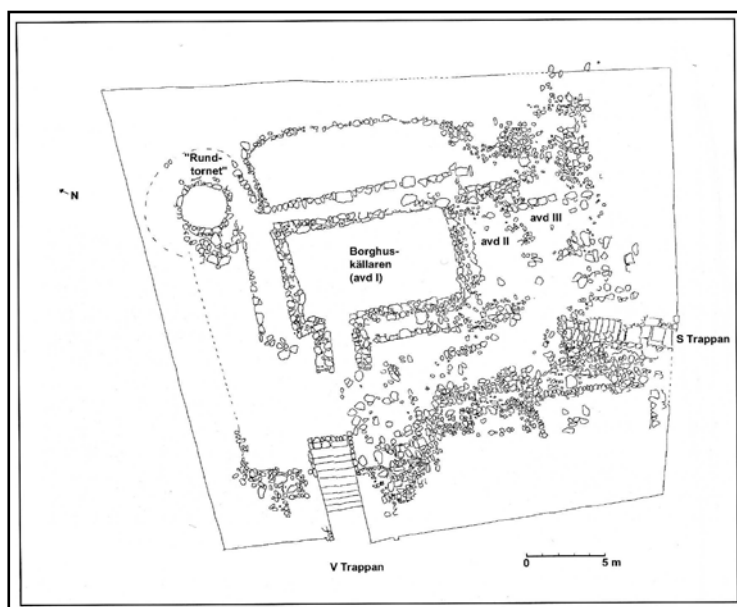 "Rund-
tornet"
N
avd III
avd II
Borghus-
källaren
(avd I)
S Trappan
0
5 m
V Trappan